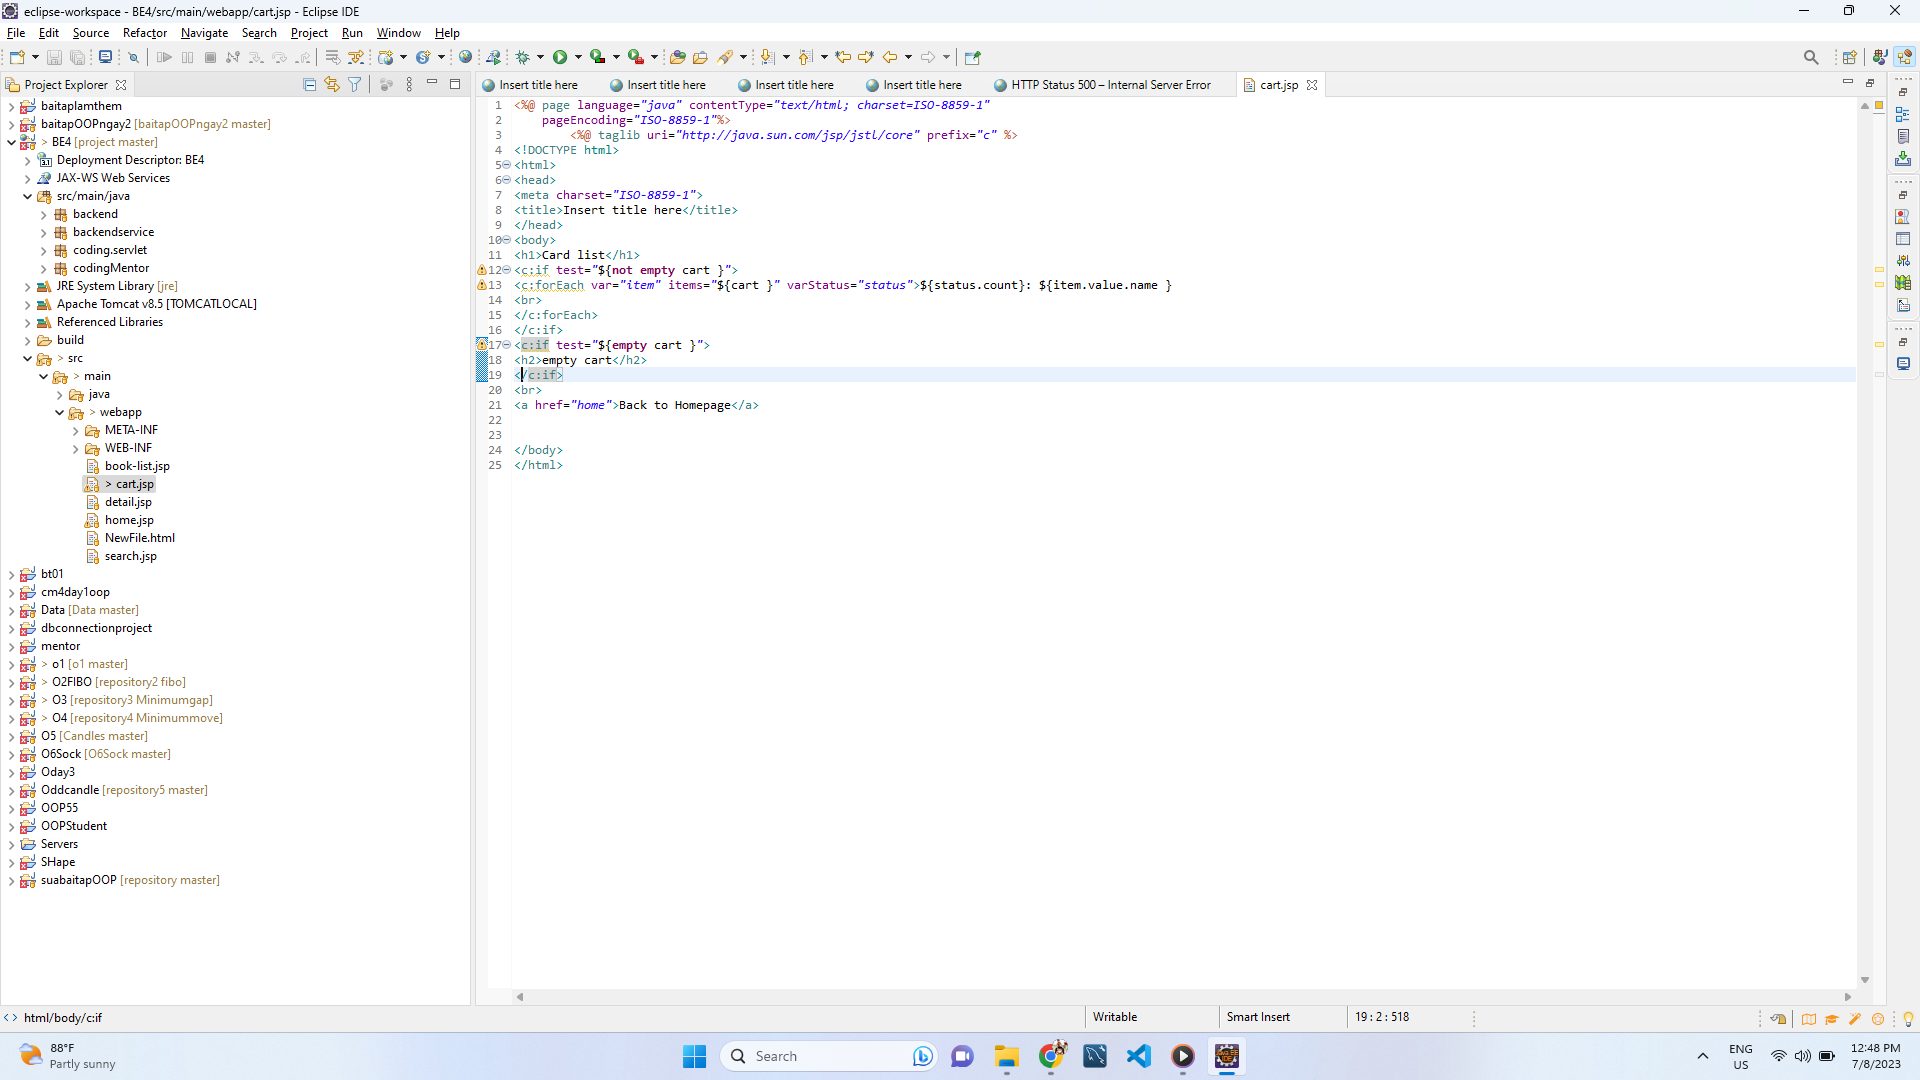 eclipse-workspace - BE4/src/main/webapp/cart.jsp - Eclipse IDE
File Edit Source Refactor Navigate Search Project Run Window Help
Project Explorer
Insert title here
Insert title here
Insert title here
Insert title here
HTTP Status 500 – Internal Server Error
cart.jsp
baitaplamthem
baitapOOPngay2 [baitapOOPngay2 master]
> BE4 [project master]
Deployment Descriptor: BE4
JAX-WS Web Services
src/main/java
backend
backendservice
coding.servlet
codingMentor
JRE System Library [jre]
Apache Tomcat v8.5 [TOMCATLOCAL]
Referenced Libraries
build
> src
> main
java
> webapp
META-INF
WEB-INF
book-list.jsp
> cart.jsp
detail.jsp
home.jsp
NewFile.html
search.jsp
bt01
cm4day1oop
Data [Data master]
dbconnectionproject
mentor
> o1 [o1 master]
> O2FIBO [repository2 fibo]
> O3 [repository3 Minimumgap]
> O4 [repository4 Minimummove]
O5 [Candles master]
O6Sock [O6Sock master]
Oday3
Oddcandle [repository5 master]
OOP55
OOPStudent
Servers
SHape
suabaitapOOP [repository master]
1 <%@ page language="java" contentType="text/html; charset=ISO-8859-1"
2 pageEncoding="ISO-8859-1"%>
3 <%@ taglib uri="http://java.sun.com/jsp/jstl/core" prefix="c" %>
4 <!DOCTYPE html>
5 <html>
6 <head>
7 <meta charset="ISO-8859-1">
8 <title>Insert title here</title>
9 </head>
10 <body>
11 <h1>Card list</h1>
12 <c:if test="${not empty cart }">
13 <c:forEach var="item" items="${cart }" varStatus="status">${status.count}: ${item.value.name }
14 <br>
15 </c:forEach>
16 </c:if>
17 <c:if test="${empty cart }">
18 <h2>empty cart</h2>
19 </c:if>
20 <br>
21 <a href="home">Back to Homepage</a>
22
23
24 </body>
25 </html>
html/body/c:if
Writable
Smart Insert
19 : 2 : 518
88°F
Partly sunny
Search
ENG
US
12:48 PM
7/8/2023